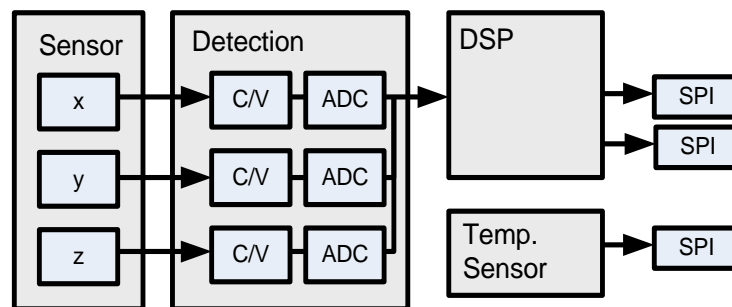 Sensor
Detection
DSP
x
C/V
ADC
SPI
SPI
y
C/V
ADC
z
C/V
ADC
Temp.
Sensor
SPI